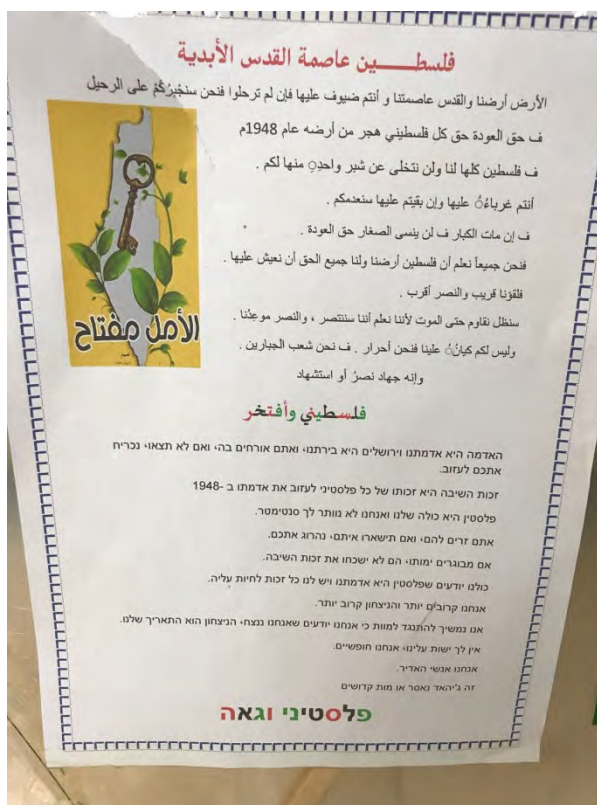 فلسطـــــين عاصمة القدس الأبدية
الأرض أرضنا والقدس عاصمتنا و أنتم ضيوف عليها فإن لم ترحلوا فنحن سنجبركم على الرحيل
ف حق العودة حق كل فلسطيني هجر من أرضه عام 1948م
ف فلسطين كلها لنا ولن نتخلى عن شبر واحدٍ منها لكم .
أنتم غرباءُ عليها وإن بقيتم عليها سنعدمكم .
ف إن مات الكبار ف لن ينسى الصغار حق العودة .
فنحن جميعاً نعلم أن فلسطين أرضنا ولنا جميع الحق أن نعيش عليها .
فلقؤنا قريب والنصر أقرب .
سنظل نقاوم حتى الموت لأننا نعلم أننا سننتصر ، والنصر موعدُنا .
وليس لكم كيانُ علينا فنحن أحرار . ف نحن شعب الجبارين .
وإنه جهاد نصرُ أو استشهاد
الأمل مفتاح
فلسطيني وأفتخر
האדמה היא אדמתנו וירושלים היא בירתנו، ואתם אורחים בה، ואם לא תצאו، נכריח
אתכם לעזוב.
זכות השיבה היא זכותו של כל פלסטיני לעזוב את אדמתו ב -1948
פלסטין היא כולה שלנו ואנחנו לא נוותר לך סנטימטר.
אתם זרים להם، ואם תישארו איתם، נהרוג אתכם.
אם מבוגרים ימותו، הם לא ישכחו את זכות השיבה.
כולנו יודעים שפלסטין היא אדמתנו ויש לנו כל זכות לחיות עליה.
אנחנו קרובים יותר והניצחון קרוב יותר.
אנו נמשיך להתנגד למוות כי אנחנו יודעים שאנחנו ננצח، הניצחון הוא התאריך שלנו.
אין לך ישות עלינו، אנחנו חופשיים.
אנחנו אנשי האדיר.
זה ג'יהאד נאסר או מות קדושים
פלסטיני וגאה